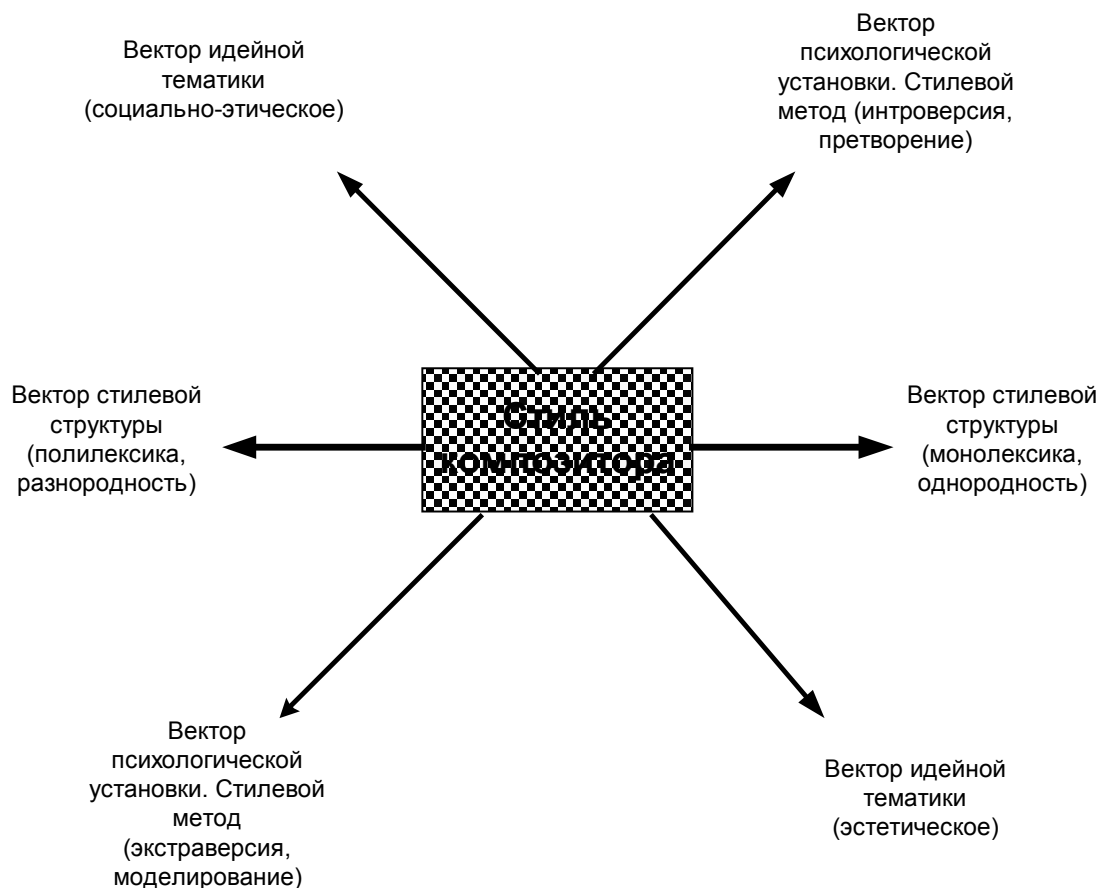 Вектор идейной
тематики
(социально-этическое)
Вектор
психологической
установки. Стилевой
метод (интроверсия,
претворение)
Вектор стилевой
структуры
(полилексика,
разнородность)
Стиль
композитора
Вектор стилевой
структуры
(монолексика,
однородность)
Вектор
психологической
установки. Стилевой
метод
(экстраверсия,
моделирование)
Вектор идейной
тематики
(эстетическое)